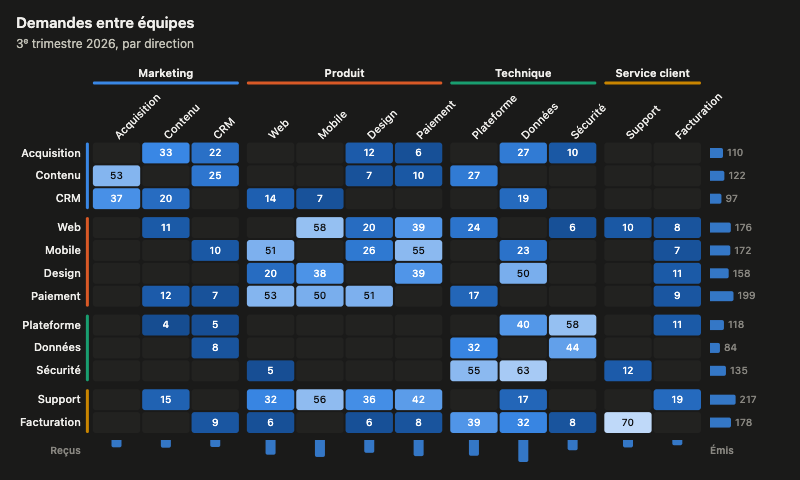 Demandes entre équipes
3ᵉ trimestre 2026, par direction
Marketing Produit Technique Service client
Acquisition Contenu CRM Web Mobile Design Paiement Plateforme Données Sécurité Support Facturation
Acquisition 33 22 12 6 27 10 110
Contenu 53 25 7 10 27 122
CRM 37 20 14 7 19 97
Web 11 58 20 39 24 6 10 8 176
Mobile 10 51 26 55 23 7 172
Design 20 38 39 50 11 158
Paiement 12 7 53 50 51 17 9 199
Plateforme 4 5 40 58 11 118
Données 8 32 44 84
Sécurité 5 55 63 12 135
Support 15 32 56 36 42 17 19 217
Facturation 9 6 6 8 39 32 8 70 178
Reçus Émis